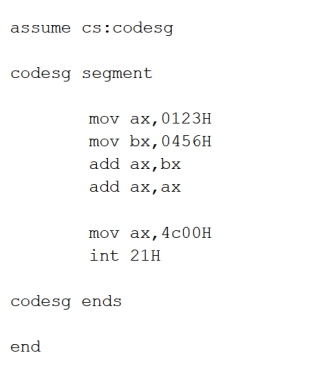 assume cs:codesg
codesg segment
mov ax,0123H
mov bx,0456H
add ax,bx
add ax,ax
mov ax,4c00H
int 21H
codesg ends
end